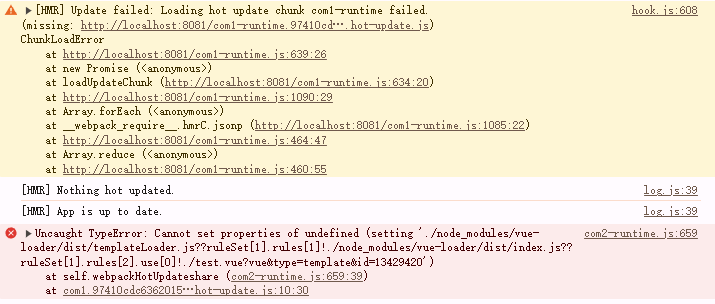 [HMR] Update failed: Loading hot update chunk com1-runtime failed. hook.js:608
(missing: http://localhost:8081/com1-runtime.97410cd⋯.hot-update.js)
ChunkLoadError
at http://localhost:8081/com1-runtime.js:639:26
at new Promise (<anonymous>)
at loadUpdateChunk (http://localhost:8081/com1-runtime.js:634:20)
at http://localhost:8081/com1-runtime.js:1090:29
at Array.forEach (<anonymous>)
at __webpack_require__.hmrC.jsonp (http://localhost:8081/com1-runtime.js:1085:22)
at http://localhost:8081/com1-runtime.js:464:47
at Array.reduce (<anonymous>)
at http://localhost:8081/com1-runtime.js:460:55
[HMR] Nothing hot updated. log.js:39
[HMR] App is up to date. log.js:39
Uncaught TypeError: Cannot set properties of undefined (setting './node_modules/vue- com2-runtime.js:659
loader/dist/templateLoader.js??ruleSet[1].rules[1]!./node_modules/vue-loader/dist/index.js??
ruleSet[1].rules[2].use[0]!./test.vue?vue&type=template&id=13429420')
at self.webpackHotUpdateshare (com2-runtime.js:659:39)
at com1.97410cdc6362015⋯hot-update.js:10:30